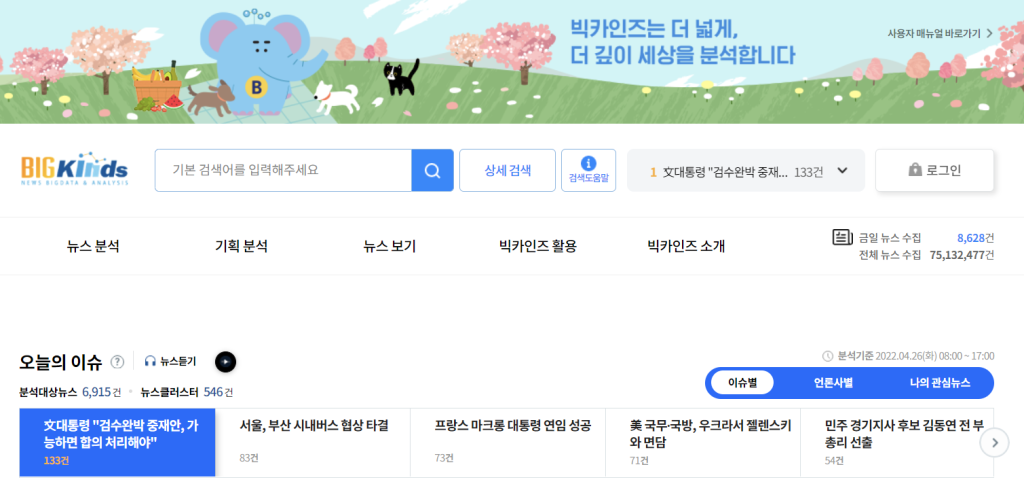 빅카인즈는 더 넓게,
더 깊이 세상을 분석합니다
사용자 매뉴얼 바로가기
B
BIGKinds
NEWS BIGDATA & ANALYSIS
기본 검색어를 입력해주세요
상세 검색
검색도움말
1 文대통령 "검수완박 중재... 133건
로그인
뉴스 분석
기획 분석
뉴스 보기
빅카인즈 활용
빅카인즈 소개
금일 뉴스 수집 8,628건
전체 뉴스 수집 75,132,477건
오늘의 이슈 ? 뉴스듣기
분석기준 2022.04.26(화) 08:00 ~ 17:00
분석대상뉴스 6,915 건 • 뉴스클러스터 546 건
이슈별
언론사별
나의 관심뉴스
文대통령 "검수완박 중재안, 가
능하면 합의 처리해야"
133건
서울, 부산 시내버스 협상 타결
83건
프랑스 마크롱 대통령 연임 성공
73건
美 국무·국방, 우크라서 젤렌스키
와 면담
71건
민주 경기지사 후보 김동연 전 부
총리 선출
54건